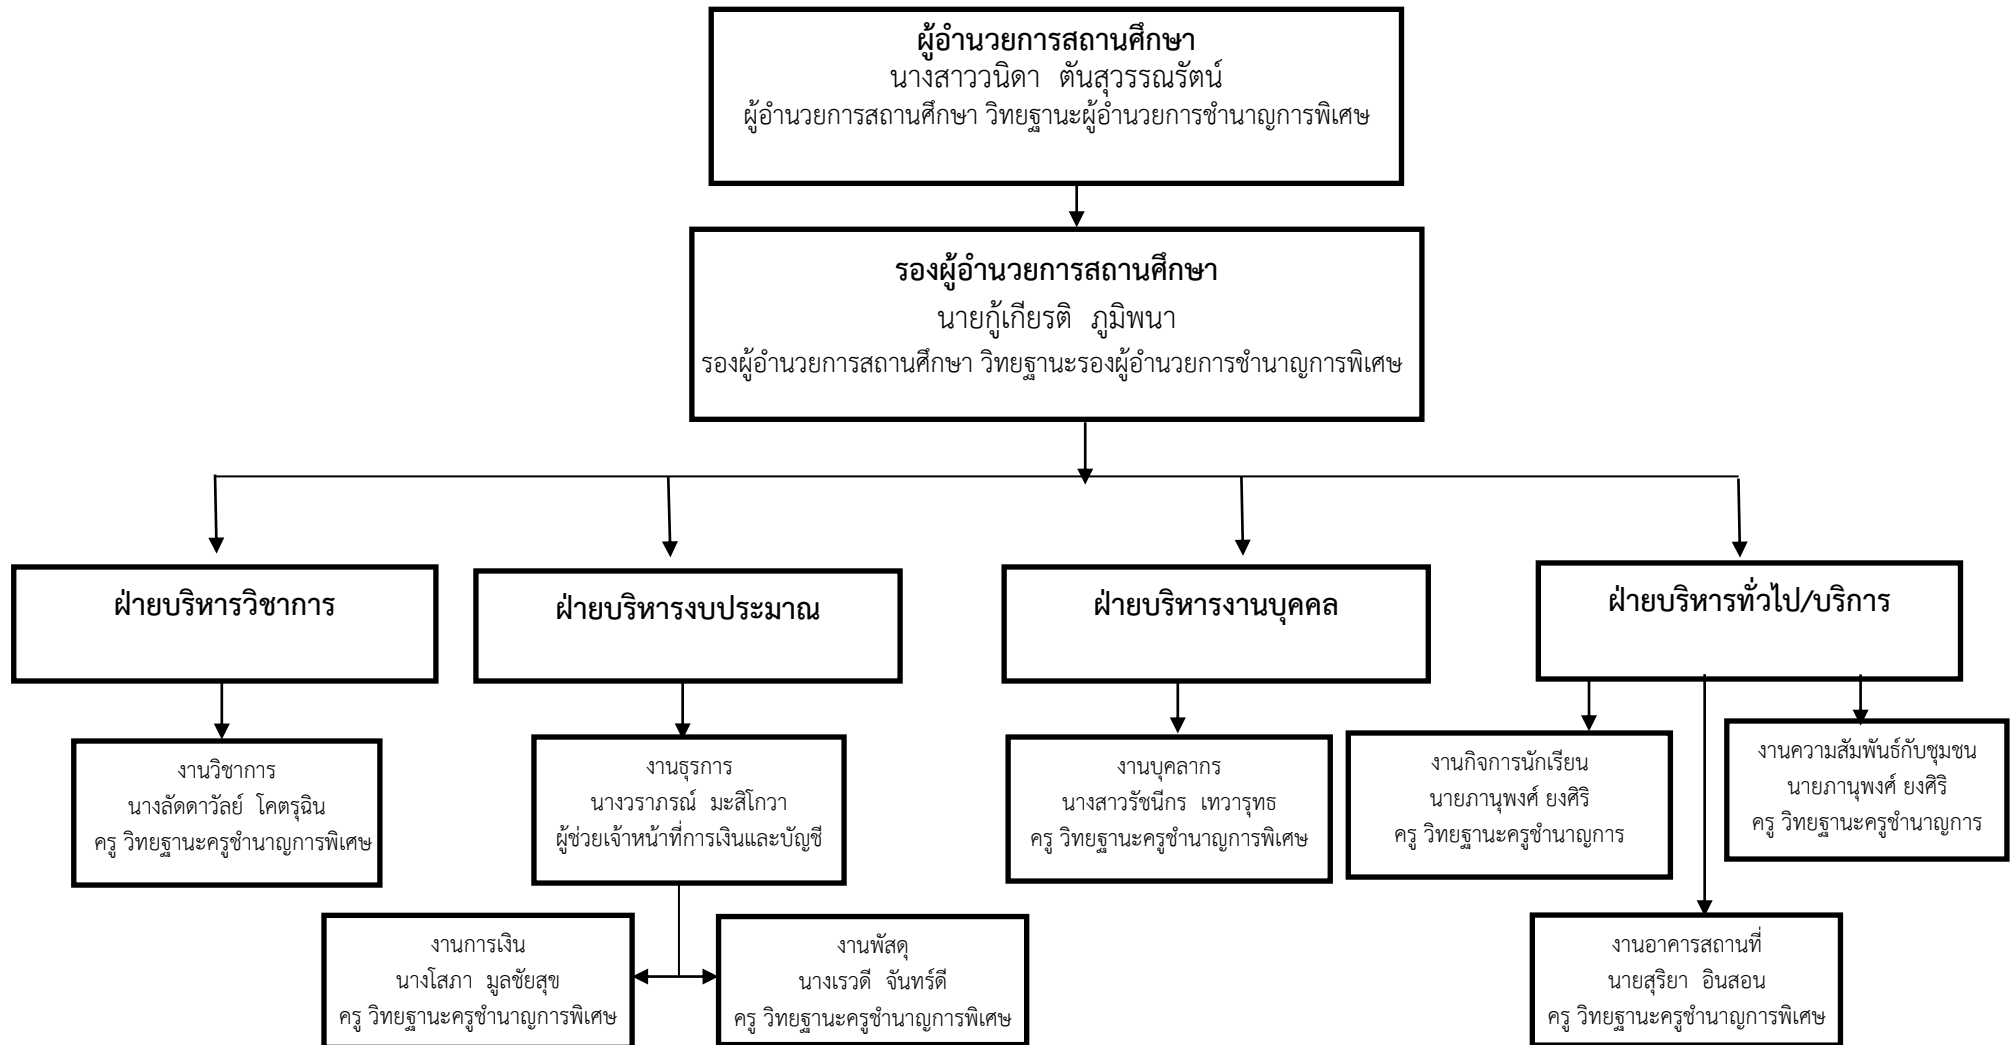 ผู้อำนวยการสถานศึกษา
นางสาววนิดา  ตันสุวรรณรัตน์
ผู้อำนวยการสถานศึกษา วิทยฐานะผู้อำนวยการชำนาญการพิเศษ
รองผู้อำนวยการสถานศึกษา
นายกู้เกียรติ  ภูมิพนา
รองผู้อำนวยการสถานศึกษา วิทยฐานะรองผู้อำนวยการชำนาญการพิเศษ
ฝ่ายบริหารวิชาการ
ฝ่ายบริหารงบประมาณ
ฝ่ายบริหารงานบุคคล
ฝ่ายบริหารทั่วไป/บริการ
งานวิชาการ
นางลัดดาวัลย์  โคตรุฉิน
ครู วิทยฐานะครูชำนาญการพิเศษ
งานธุรการ
นางวราภรณ์  มะสิโกวา
ผู้ช่วยเจ้าหน้าที่การเงินและบัญชี
งานบุคลากร
นางสาวรัชนีกร  เทวารุทธ
ครู วิทยฐานะครูชำนาญการพิเศษ
งานกิจการนักเรียน
นายภานุพงศ์ ยงศิริ
ครู วิทยฐานะครูชำนาญการ
งานความสัมพันธ์กับชุมชน
นายภานุพงศ์ ยงศิริ
ครู วิทยฐานะครูชำนาญการ
งานการเงิน
นางโสภา  มูลชัยสุข
ครู วิทยฐานะครูชำนาญการพิเศษ
งานพัสดุ
นางเรวดี  จันทร์ดี
ครู วิทยฐานะครูชำนาญการพิเศษ
งานอาคารสถานที่
นายสุริยา  อินสอน
ครู วิทยฐานะครูชำนาญการพิเศษ